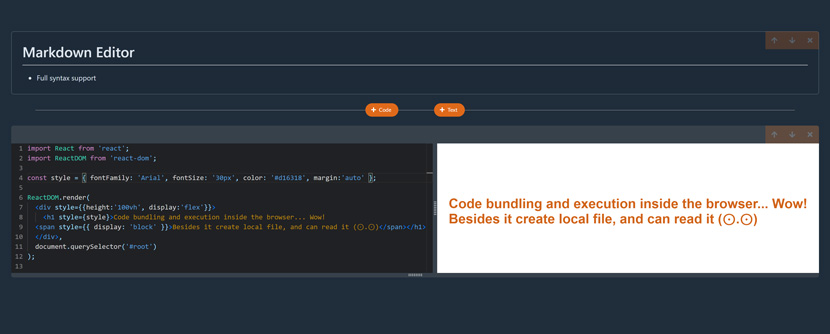 Markdown Editor
Full syntax support
+ Code
+ Text
1 import React from 'react';
2 import ReactDOM from 'react-dom';
3
4 const style = { fontFamily: 'Arial', fontSize: '30px', color: '#d16318', margin:'auto' };
5
6 ReactDOM.render(
7 <div style={{height:'100vh', display:'flex'}}>
8 <h1 style={style}>Code bundling and execution inside the browser... Wow!
9 <span style={{ display: 'block' }}>Besides it create local file, and can read it (⊙.⊙)</span></h1>
10 </div>,
11 document.querySelector('#root')
12 );
13
Code bundling and execution inside the browser... Wow!
Besides it create local file, and can read it (⊙.⊙)